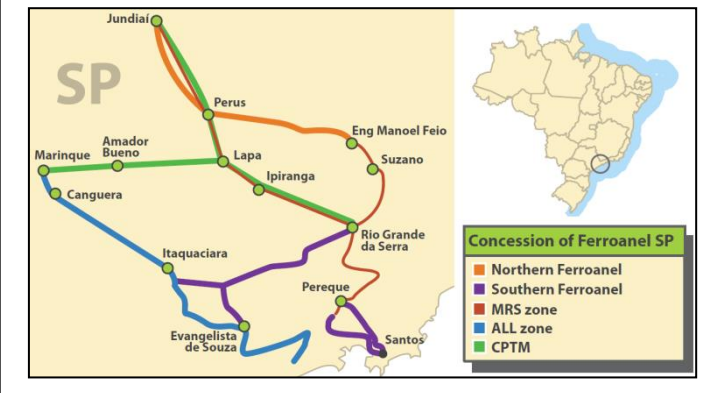 Jundiaí
SP
Perus
Eng Manoel Feio
Amador
Bueno
Marinque
Lapa
Suzano
Ipiranga
Canguera
Rio Grande
da Serra
Itaquaciara
Pereque
Evangelista
de Souza
Santos
Concession of Ferroanel SP
Northern Ferroanel
Southern Ferroanel
MRS zone
ALL zone
CPTM